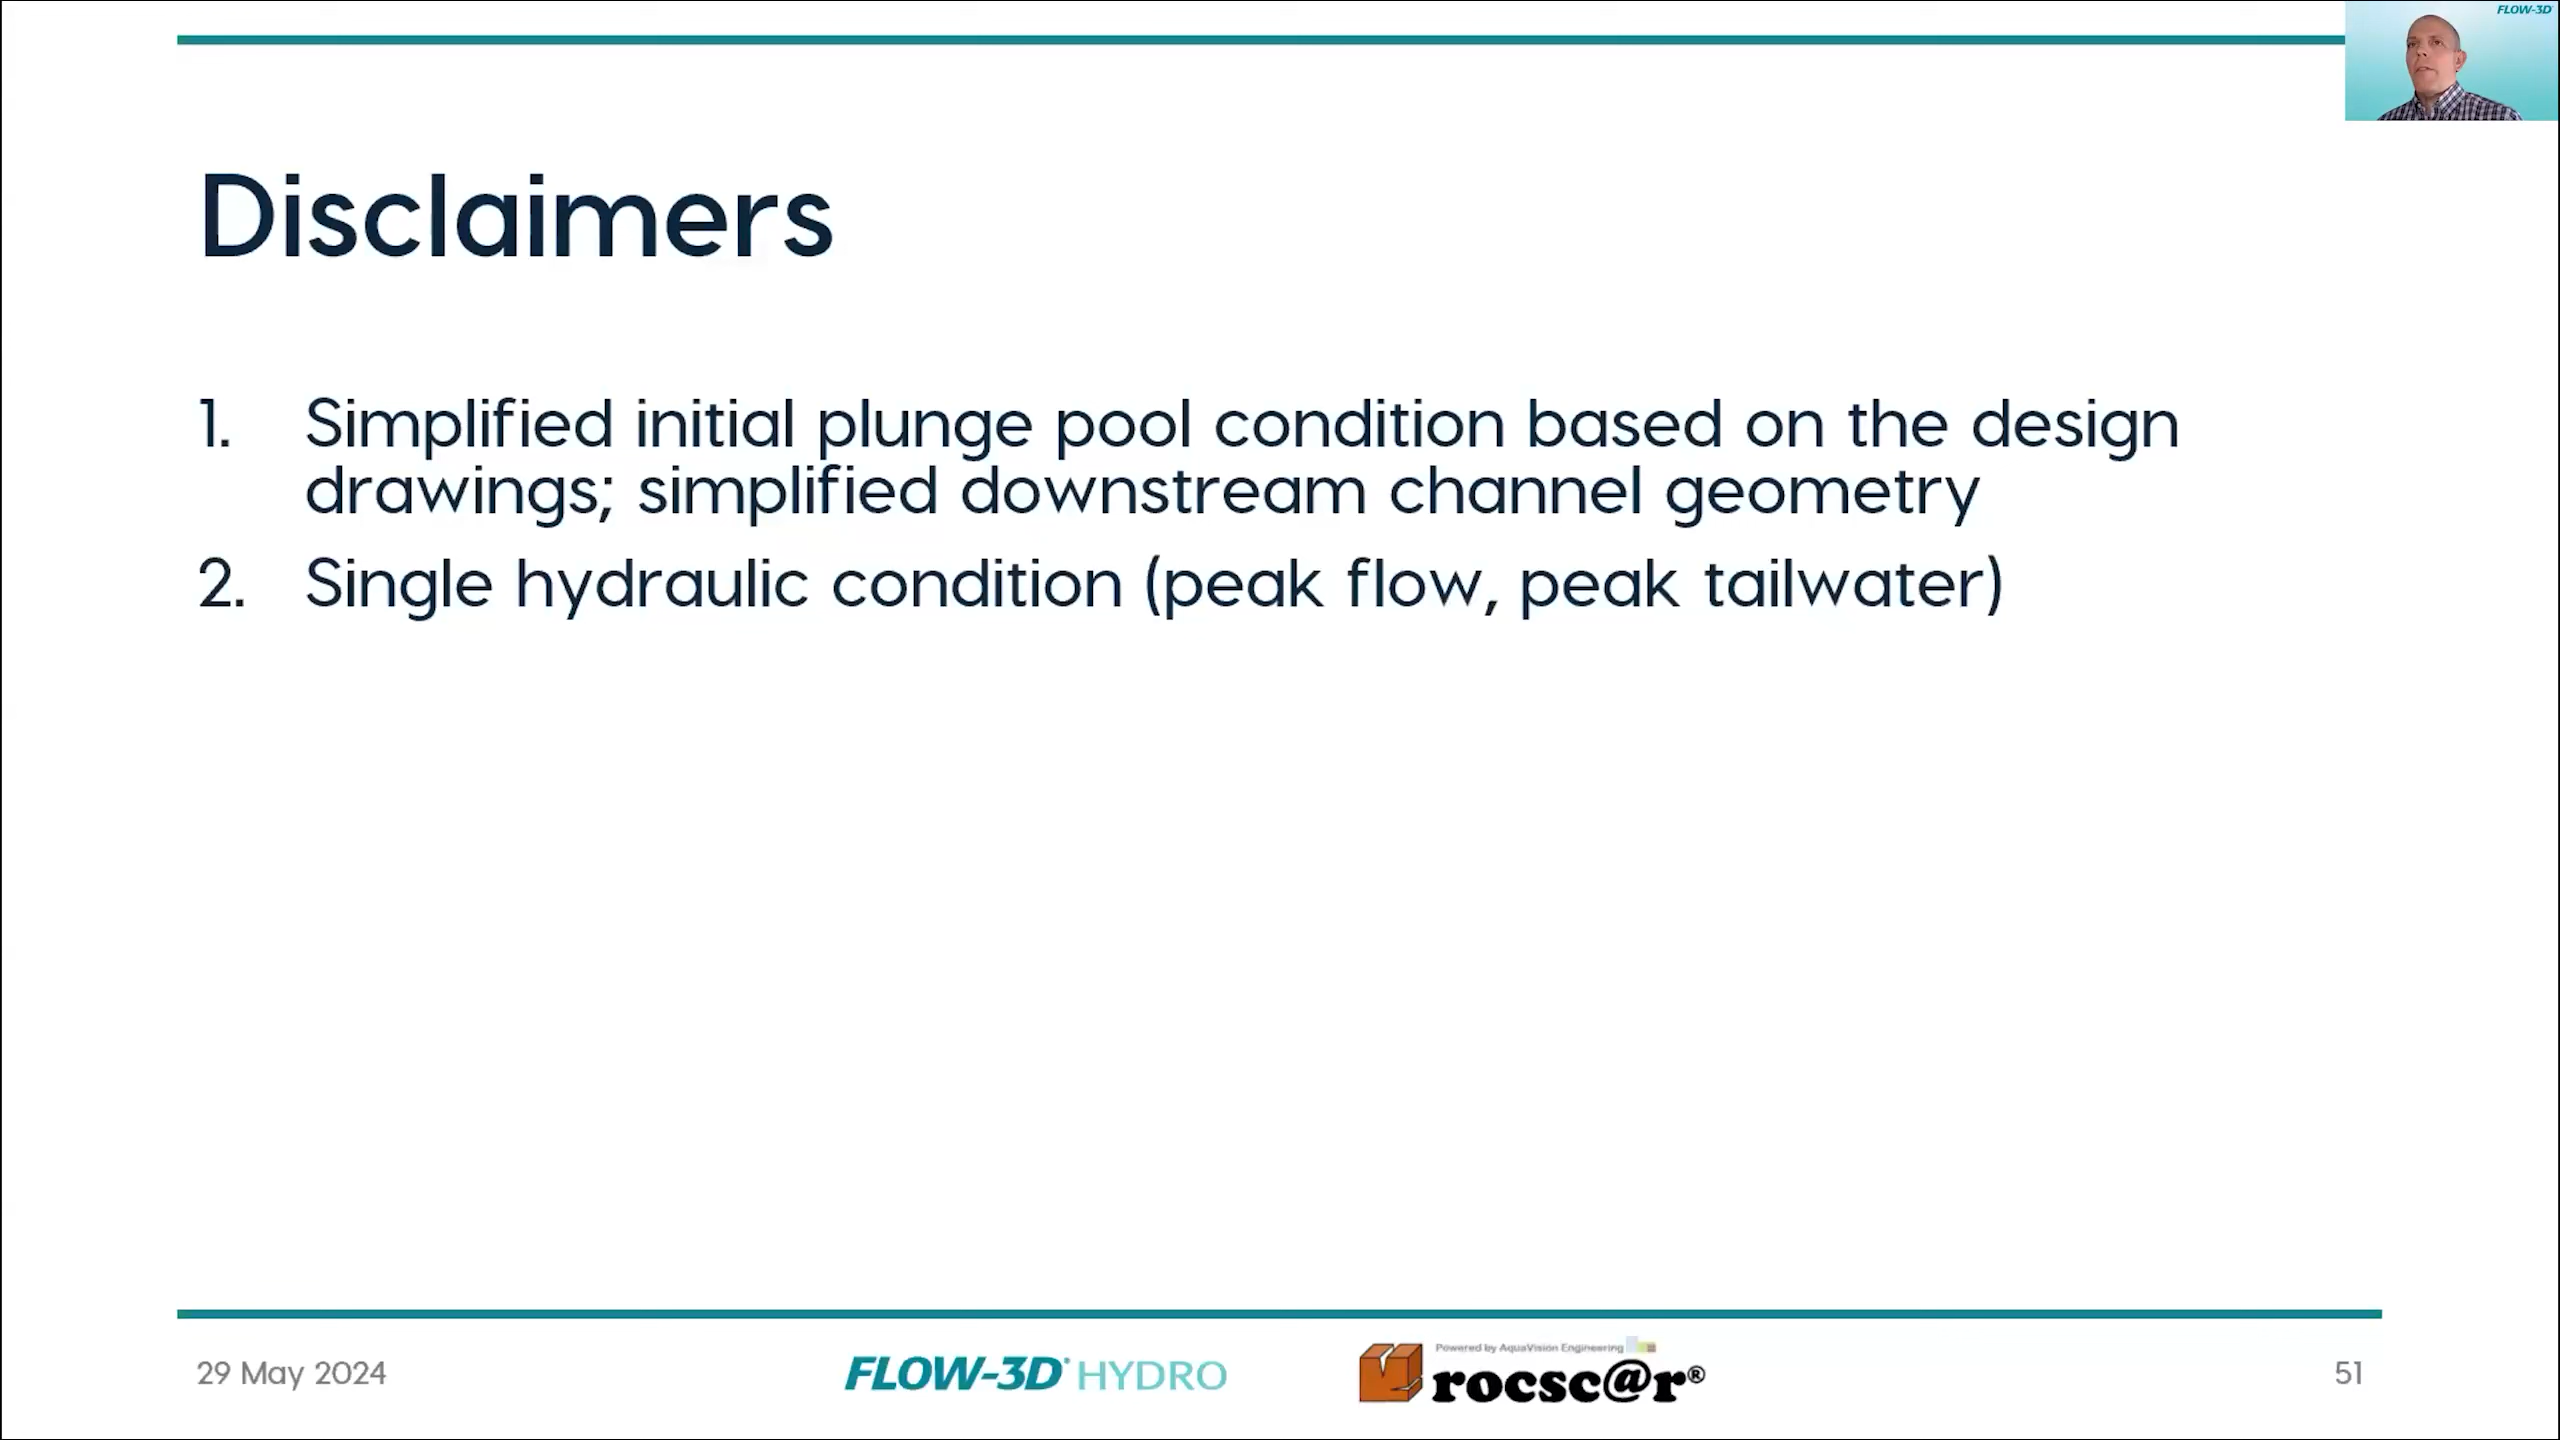 FLOW-3D
Disclaimers
1. Simplified initial plunge pool condition based on the design
drawings; simplified downstream channel geometry
2. Single hydraulic condition (peak flow, peak tailwater)
29 May 2024
FLOW-3D® HYDRO
Powered by AquaVision Engineering
rocsc@r®
51